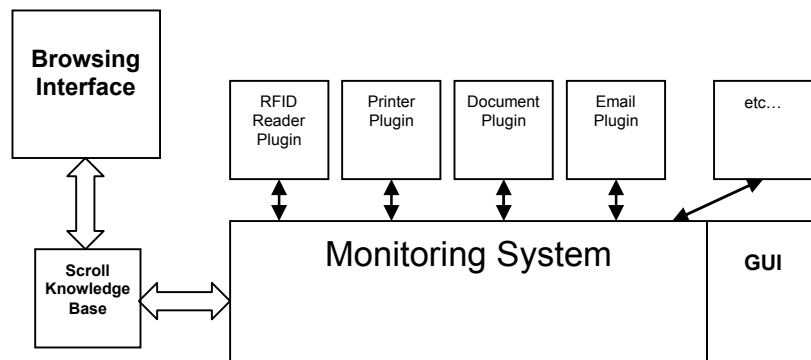 Browsing
Interface
RFID
Reader
Plugin
Printer
Plugin
Document
Plugin
Email
Plugin
etc…
Scroll
Knowledge
Base
Monitoring System
GUI